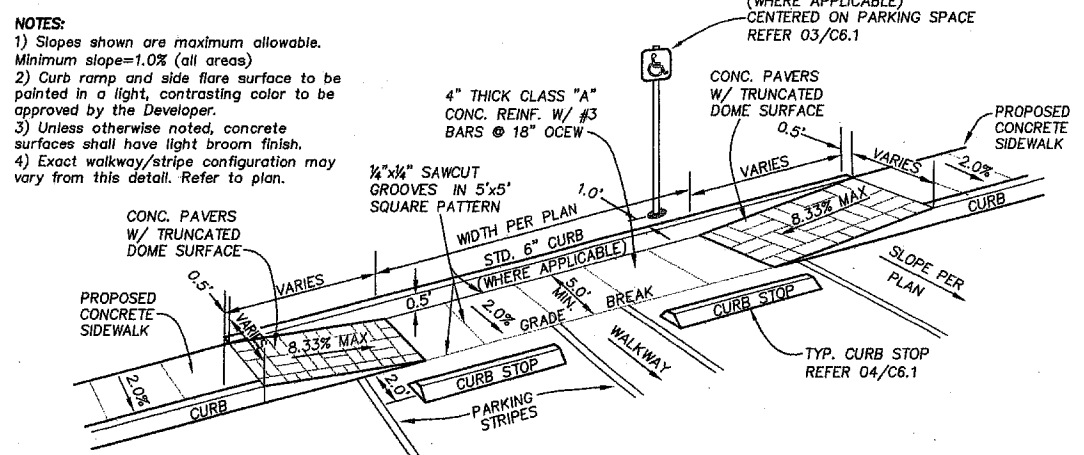 NOTES:
1) Slopes shown are maximum allowable.
Minimum slope=1.0% (all areas)
2) Curb ramp and side flare surface to be
painted in a light, contrasting color to be
approved by the Developer.
3) Unless otherwise noted, concrete
surfaces shall have light broom finish.
4) Exact walkway/stripe configuration may
vary from this detail. Refer to plan.
(WHERE APPLICABLE)
CENTERED ON PARKING SPACE
REFER 03/C6.1
CONC. PAVERS
W/ TRUNCATED
DOME SURFACE
4" THICK CLASS "A"
CONC. REINF. W/ #3
BARS @ 18" OCEW
PROPOSED
CONCRETE
SIDEWALK
0.5'
VARIES
VARIES
2.0%
¼"x¼" SAWCUT
GROOVES IN 5'x5'
SQUARE PATTERN
1.0'
8.33% MAX
CURB
WIDTH PER PLAN
STD. 6" CURB
(WHERE APPLICABLE)
CONC. PAVERS
W/ TRUNCATED
DOME SURFACE
VARIES
0.5'
VARIES
PROPOSED
CONCRETE
SIDEWALK
0.5'
2.0%
5.0'
MIN.
GRADE BREAK
CURB STOP
SLOPE PER
PLAN
8.33% MAX
WALKWAY
TYP. CURB STOP
REFER 04/C6.1
2.0%
CURB
2.0'
CURB STOP
PARKING
STRIPES